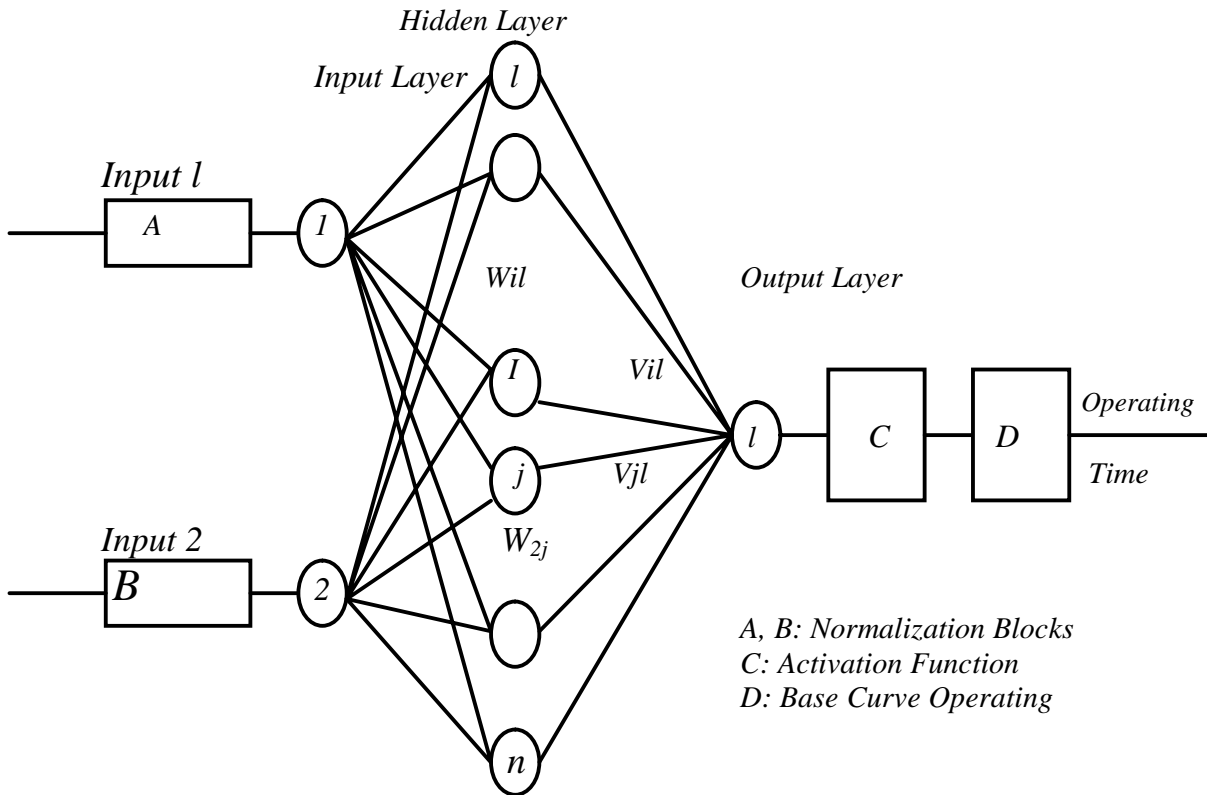 Hidden Layer
Input Layer
l
Input l
A
1
Wil
Output Layer
I
Vil
Operating
l
C
D
j
Vjl
Time
Input 2
W2j
B
2
A, B: Normalization Blocks
C: Activation Function
D: Base Curve Operating
n